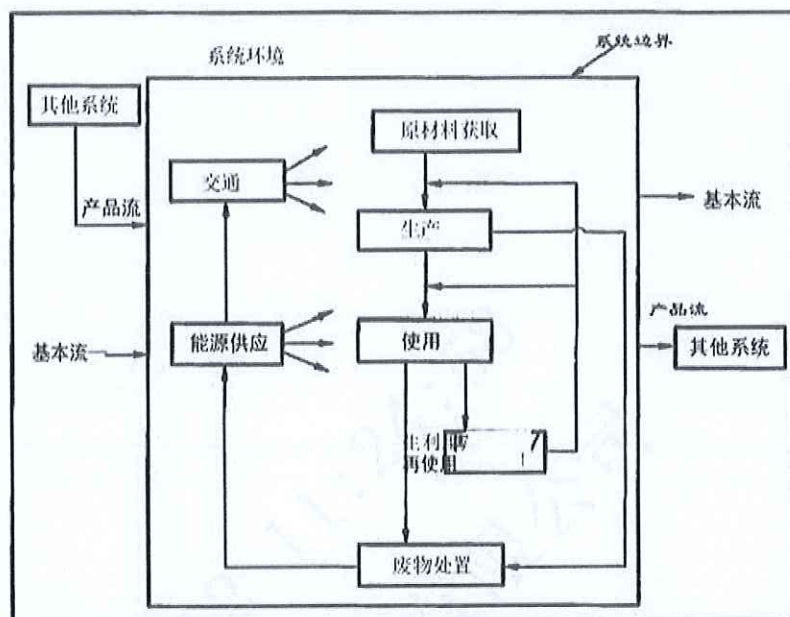 系统环境
系统边界
其他系统
原材料获取
交通
产品流
基本流
生产
产品流
能源供应
使用
基本流
其他系统
生利
再使用
废物处置